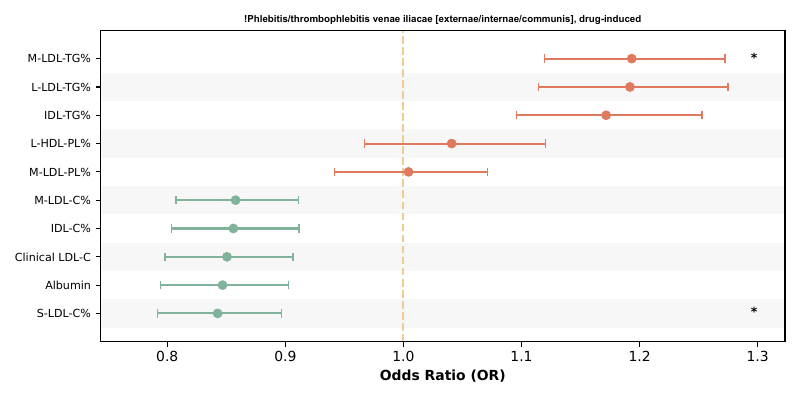 !Phlebitis/thrombophlebitis venae iliacae [externae/internae/communis], drug-induced
M-LDL-TG% *
L-LDL-TG%
IDL-TG%
L-HDL-PL%
M-LDL-PL%
M-LDL-C%
IDL-C%
Clinical LDL-C
Albumin
S-LDL-C% *
0.8 0.9 1.0 1.1 1.2 1.3
Odds Ratio (OR)